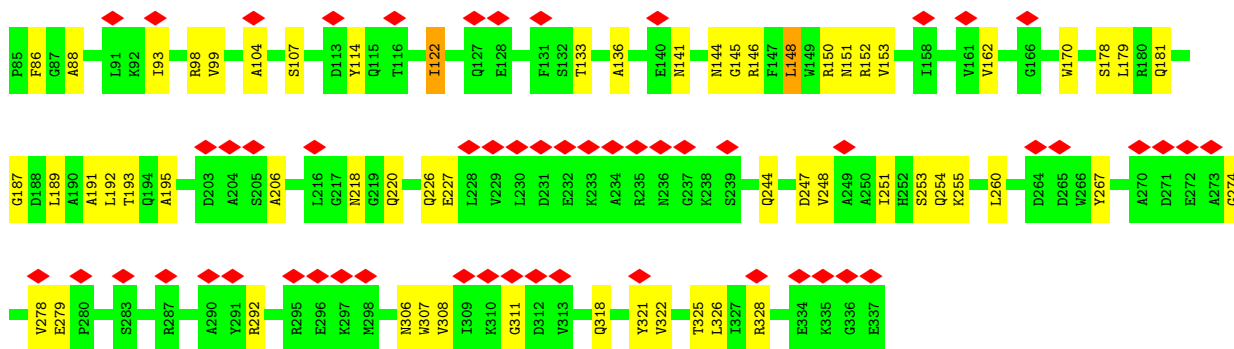 P85 F86 G87 A88 L91 K92 I93 R98 V99 A104 S107 D113 Y114 Q115 T116 I122 Q127 E128 F131 S132 T133 A136 E140 N141 N144 G145 R146 F147 L148 W149 R150 N151 R152 V153 I158 V161 V162 G166 W170 S178 L179 R180 Q181
G187 D188 L189 A190 A191 L192 T193 Q194 A195 D203 A204 S205 A206 L216 G217 N218 G219 Q220 Q226 E227 L228 V229 L230 D231 E232 K233 A234 R235 N236 G237 K238 S239 Q244 D247 V248 A249 A250 I251 H252 S253 Q254 K255 L260 D264 D265 W266 Y267 A270 D271 E272 A273 G274
V278 E279 P280 S283 R287 A290 Y291 R292 R295 E296 K297 M298 N306 W307 V308 I309 K310 G311 D312 V313 Q318 Y321 V322 T325 L326 I327 R328 E334 K335 G336 E337